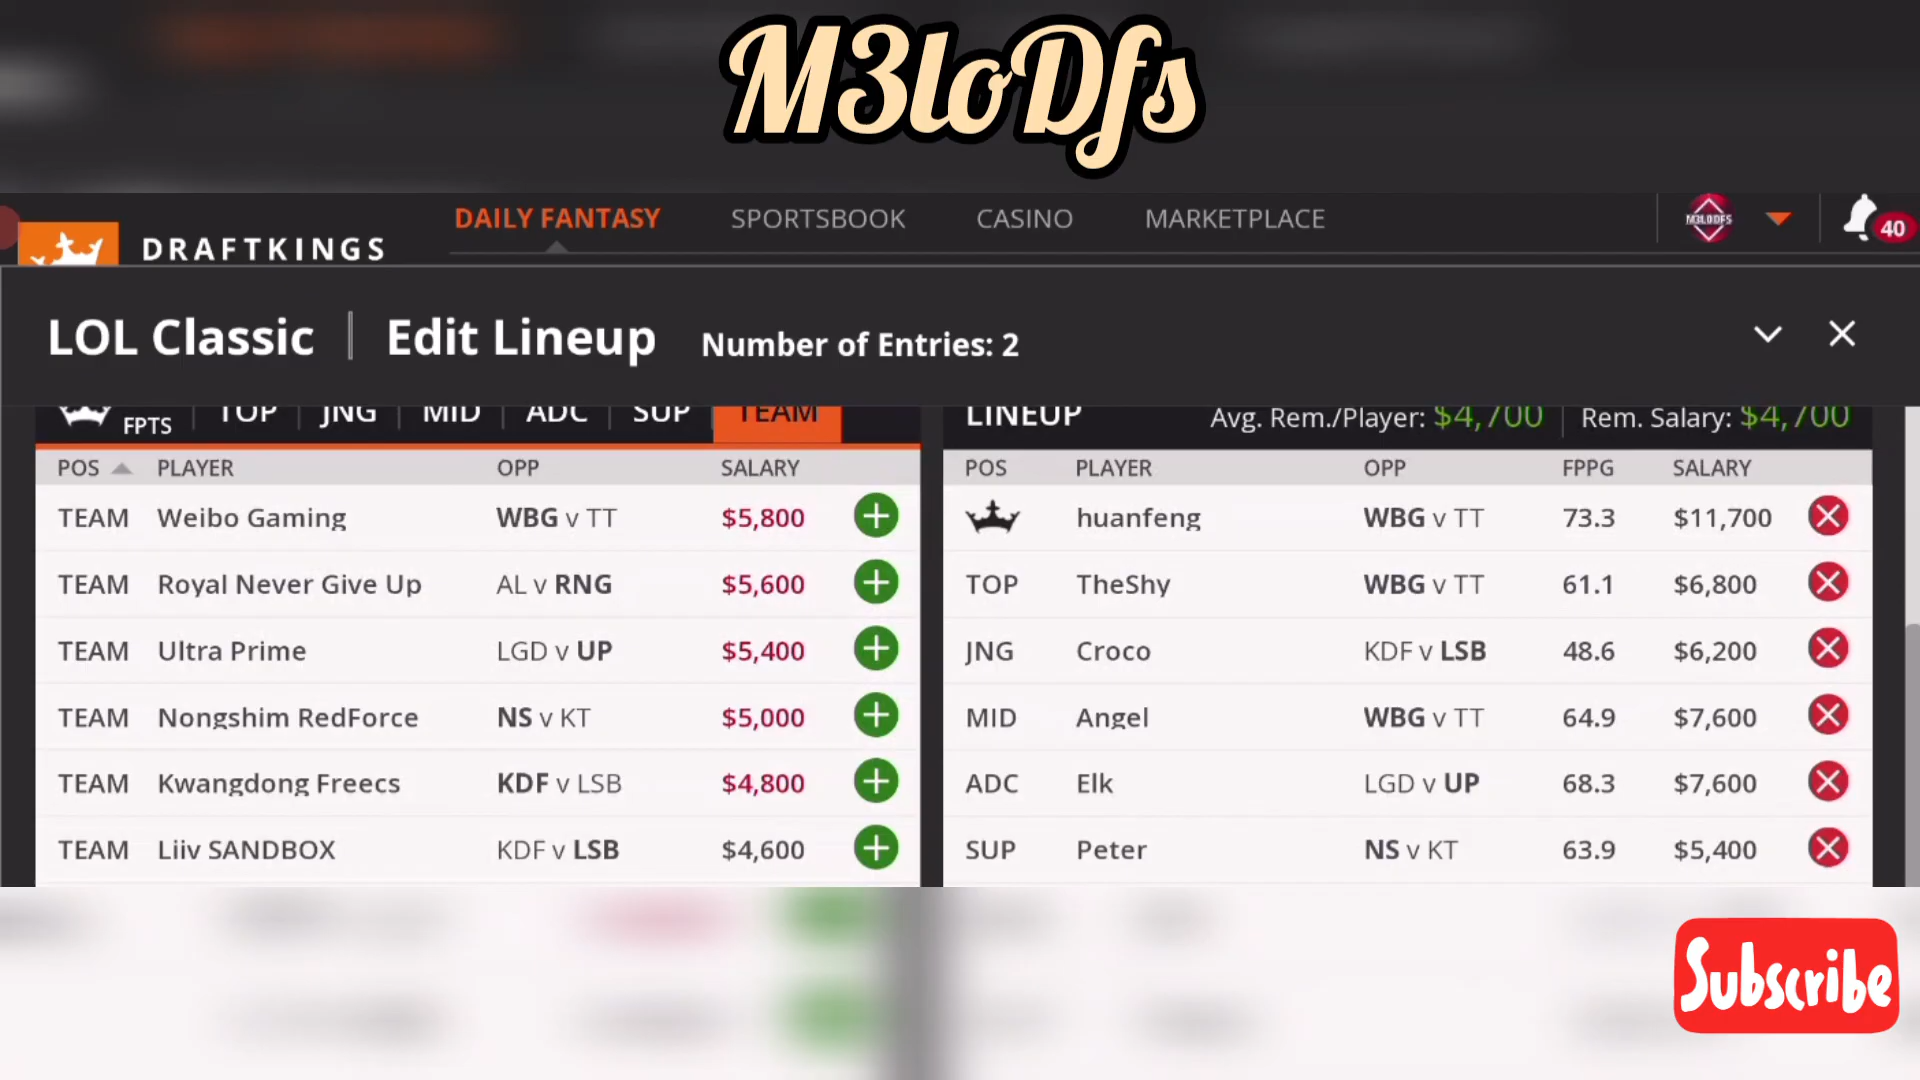 M3loDfs
DRAFTKINGS
DAILY FANTASY SPORTSBOOK CASINO MARKETPLACE
M3LODFS
40
LOL Classic | Edit Lineup Number of Entries: 2
FPTS TOP JNG MID ADC SUP TEAM
POS PLAYER OPP SALARY
TEAM Weibo Gaming WBG v TT $5,800
TEAM Royal Never Give Up AL v RNG $5,600
TEAM Ultra Prime LGD v UP $5,400
TEAM Nongshim RedForce NS v KT $5,000
TEAM Kwangdong Freecs KDF v LSB $4,800
TEAM Liiv SANDBOX KDF v LSB $4,600
LINEUP Avg. Rem./Player: $4,700 Rem. Salary: $4,700
POS PLAYER OPP FPPG SALARY
huanfeng WBG v TT 73.3 $11,700
TOP TheShy WBG v TT 61.1 $6,800
JNG Croco KDF v LSB 48.6 $6,200
MID Angel WBG v TT 64.9 $7,600
ADC Elk LGD v UP 68.3 $7,600
SUP Peter NS v KT 63.9 $5,400
Subscribe